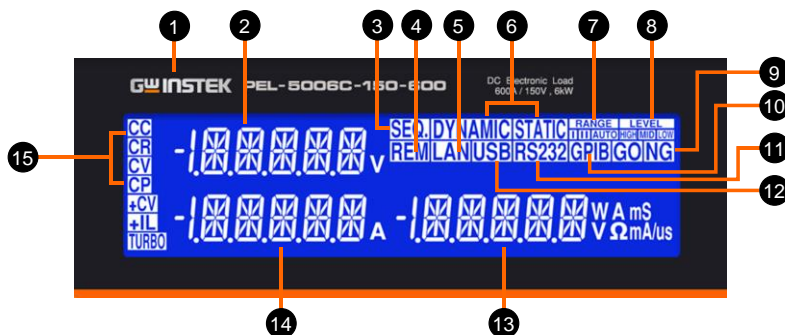 1 2 3 4 5 6 7 8 9 10 11 12 13 14 15
GWINSTEK PEL-5006C-150-600
DC Electronic Load
600A / 150V , 6kW
CC
CR
CV
CP
+CV
+IL
TURBO
-1.8.8.8.8.8 V
SEQ. DYNAMIC STATIC
RANGE
I II AUTO
LEVEL
HIGH MID LOW
REM LAN USB RS232 GPIB GO NG
-1.8.8.8.8.8 A
-1.8.8.8.8.8
W A mS
V Ω mA/us